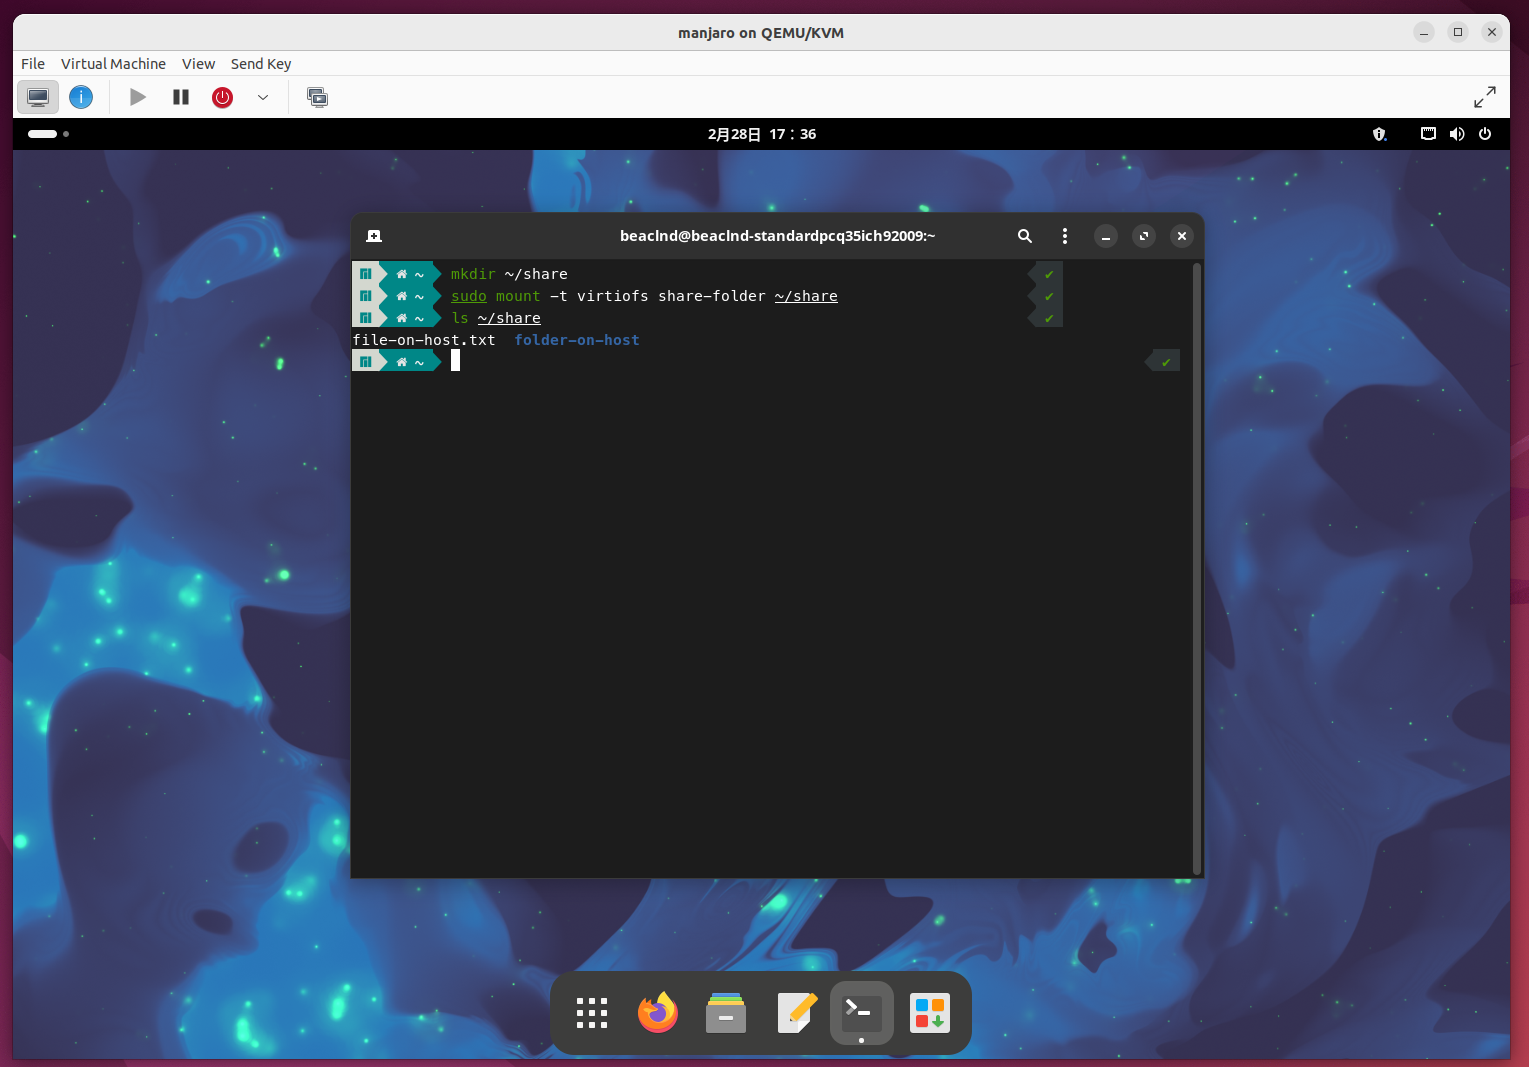 manjaro on QEMU/KVM
File Virtual Machine View Send Key
2月28日 17：36
beaclnd@beaclnd-standardpcq35ich92009:~
~ mkdir ~/share ✔
~ sudo mount -t virtiofs share-folder ~/share ✔
~ ls ~/share ✔
file-on-host.txt folder-on-host
~ ✔